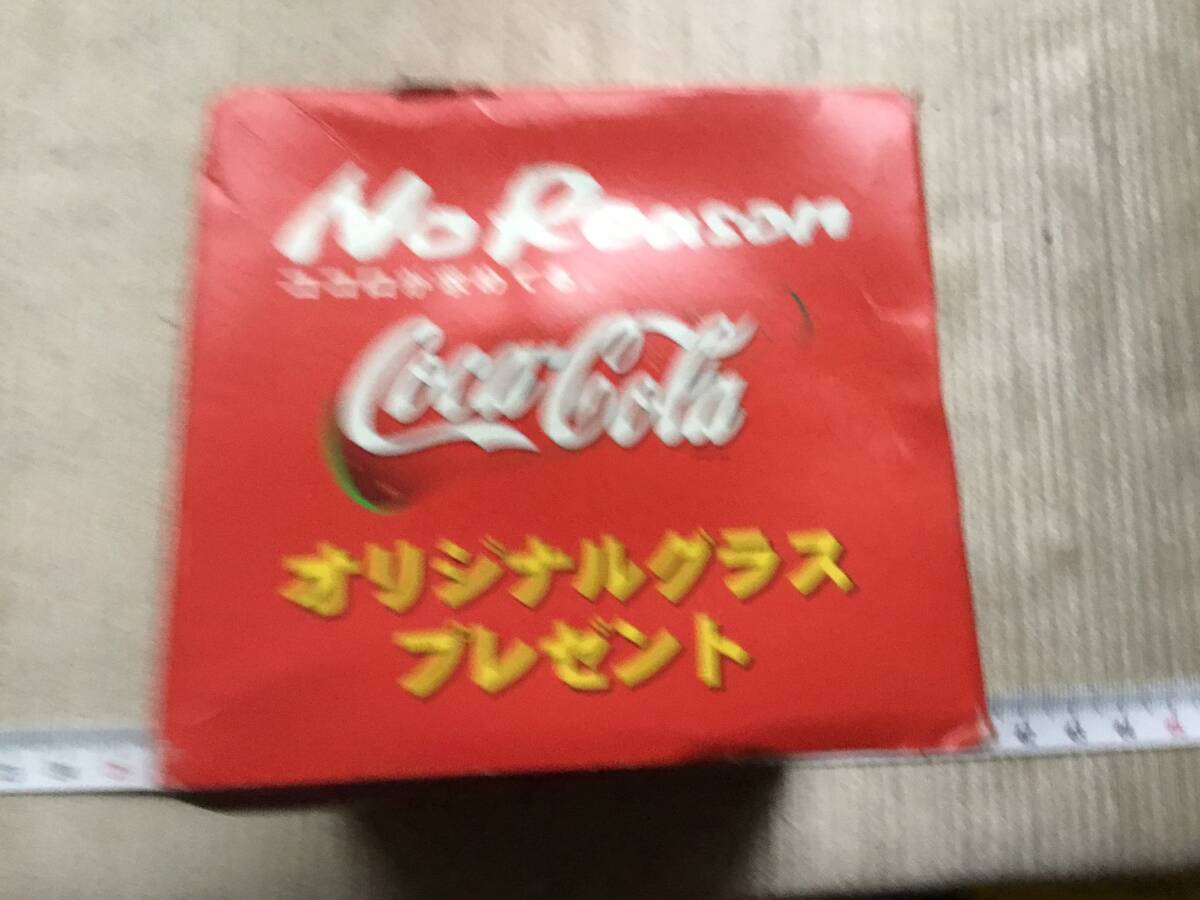 No Reason
Coca-Cola
オリジナルグラス
プレゼント